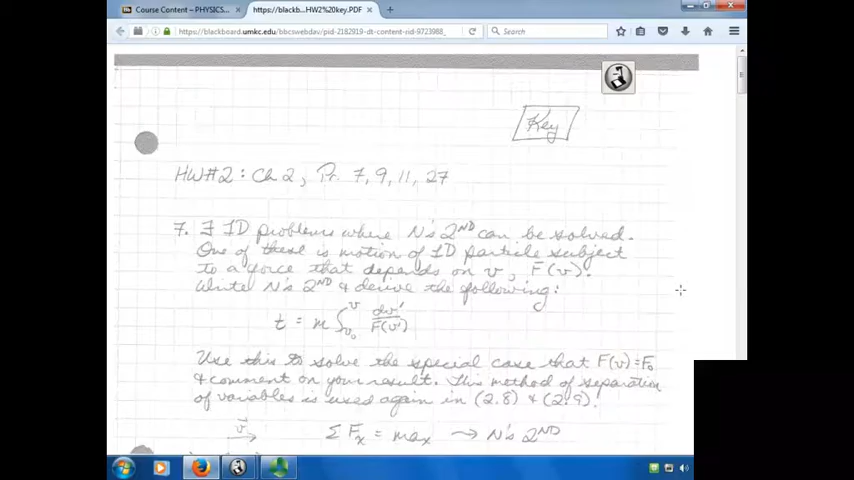 Course Content – PHYSICS...
https://blackb...HW2%20key.PDF
https://blackboard.umkc.edu/bbcswebdav/pid-2182919-dt-content-rid-9723988_
Search
Key
HW#2: Ch 2, Pr. 7, 9, 11, 27
7. ∃ 1D problems where N's 2ND can be solved.
One of these is motion of 1D particle subject
to a force that depends on v, F(v).
Write N's 2ND & derive the following:
t = m ∫_{v₀}^{v} dv'/F(v')
Use this to solve the special case that F(v) = F₀
& comment on your result. This method of separation
of variables is used again in (2.8) & (2.9).
v⃗
Σ Fₓ = maₓ → N's 2ND